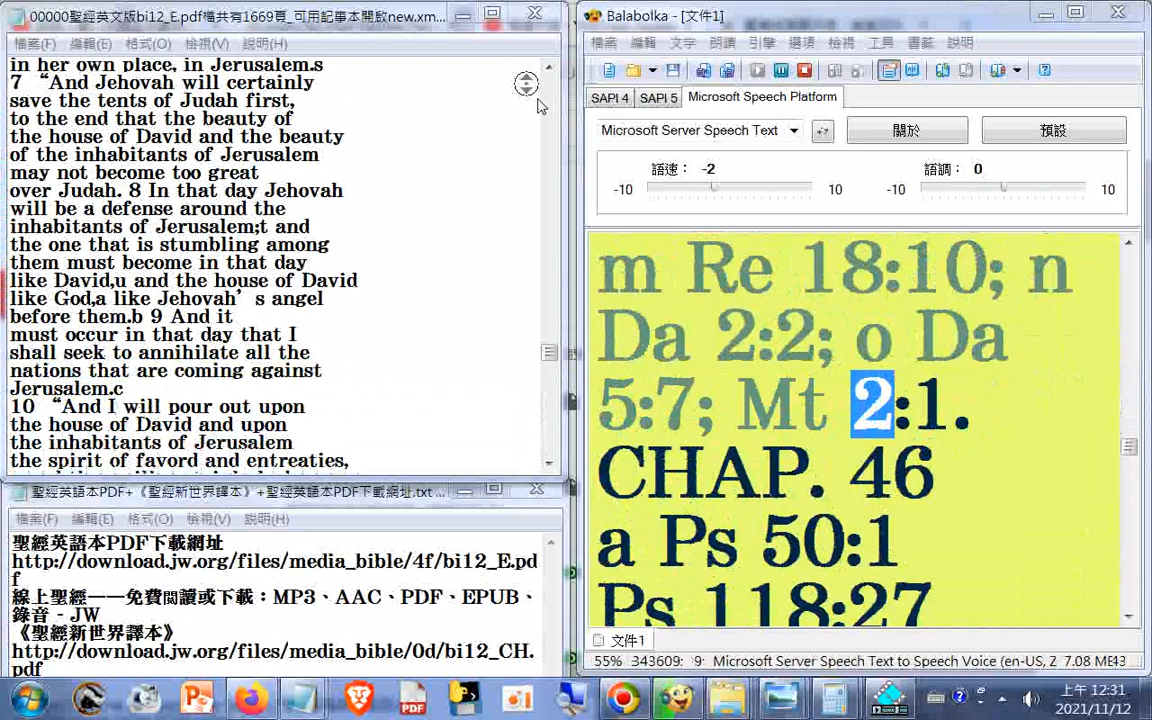 00000聖經英文版bi12_E.pdf檔共有1669頁_可用記事本開啟new.xm...
檔案(F) 編輯(E) 格式(O) 檢視(V) 說明(H)
in her own place, in Jerusalem.s
7 “And Jehovah will certainly
save the tents of Judah first,
to the end that the beauty of
the house of David and the beauty
of the inhabitants of Jerusalem
may not become too great
over Judah. 8 In that day Jehovah
will be a defense around the
inhabitants of Jerusalem;t and
the one that is stumbling among
them must become in that day
like David,u and the house of David
like God,a like Jehovah’s angel
before them.b 9 And it
must occur in that day that I
shall seek to annihilate all the
nations that are coming against
Jerusalem.c
10 “And I will pour out upon
the house of David and upon
the inhabitants of Jerusalem
the spirit of favord and entreaties,
聖經英語本PDF+《聖經新世界譯本》+聖經英語本PDF下載網址.txt ...
檔案(F) 編輯(E) 格式(O) 檢視(V) 說明(H)
聖經英語本PDF下載網址
http://download.jw.org/files/media_bible/4f/bi12_E.pd
f
線上聖經——免費閱讀或下載：MP3、AAC、PDF、EPUB、
錄音 - JW
《聖經新世界譯本》
http://download.jw.org/files/media_bible/0d/bi12_CH.
pdf
Balabolka - [文件1]
檔案 編輯 文字 朗讀 引擎 選項 檢視 工具 書籤 說明
SAPI 4 SAPI 5 Microsoft Speech Platform
Microsoft Server Speech Text 關於 預設
語速： -2 語調： 0
-10 10 -10 10
m Re 18:10; n
Da 2:2; o Da
5:7; Mt 2:1.
CHAP. 46
a Ps 50:1
Ps 118:27
文件1
55% 343609: 9: Microsoft Server Speech Text to Speech Voice (en-US, Z 7.08 ME43
PDF
上午 12:31
2021/11/12